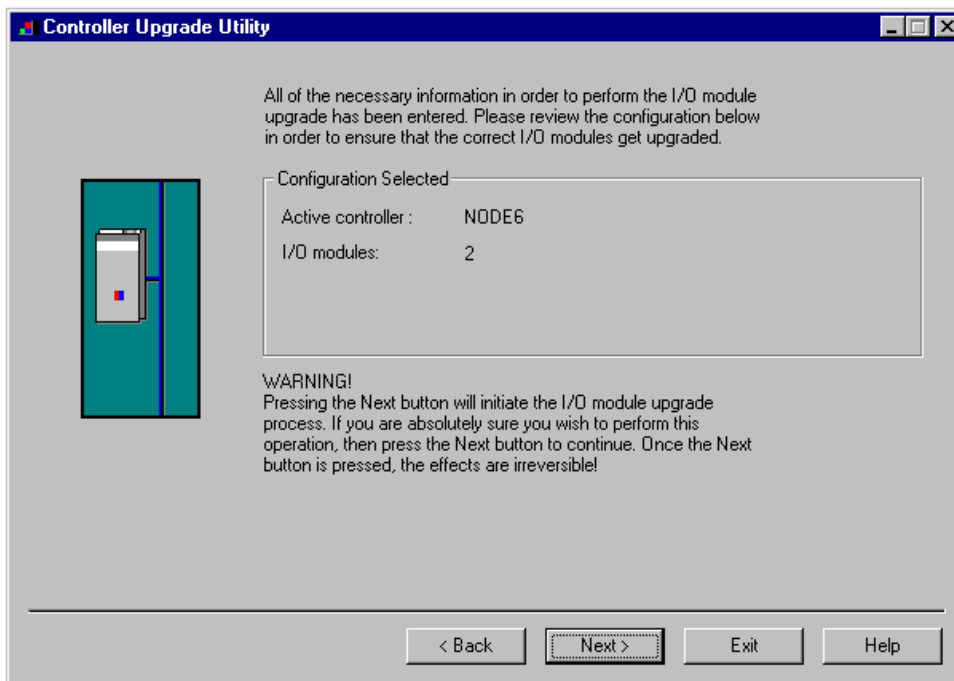 Controller Upgrade Utility
All of the necessary information in order to perform the I/O module
upgrade has been entered. Please review the configuration below
in order to ensure that the correct I/O modules get upgraded.
Configuration Selected
Active controller : NODE6
I/O modules: 2
WARNING!
Pressing the Next button will initiate the I/O module upgrade
process. If you are absolutely sure you wish to perform this
operation, then press the Next button to continue. Once the Next
button is pressed, the effects are irreversible!
< Back Next > Exit Help